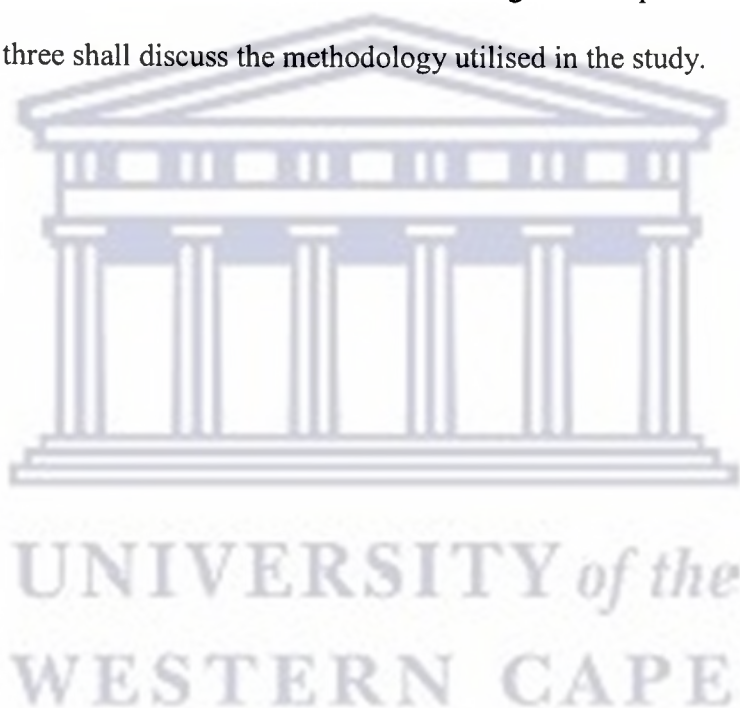 three shall discuss the methodology utilised in the study.
UNIVERSITY of the
WESTERN CAPE